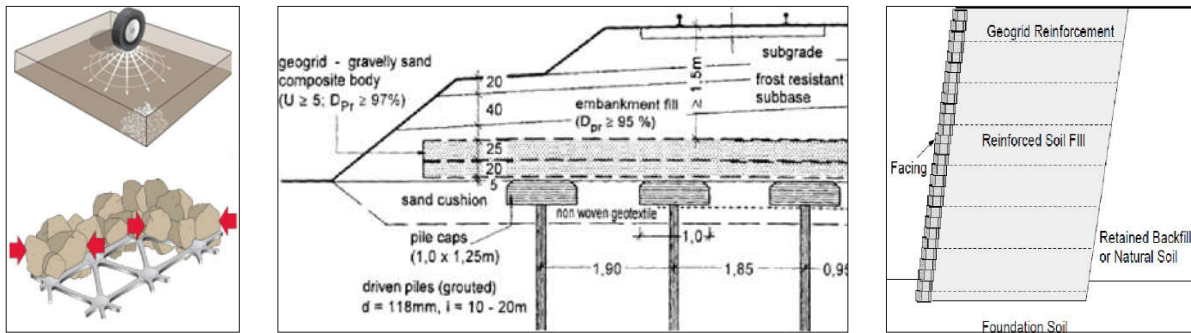 geogrid - gravelly sand
composite body
(U ≥ 5; D_Pr ≥ 97%)
20
40
25
20
5
embankment fill
(D_pr ≥ 95 %)
≥ 1,5m
subgrade
frost resistant
subbase
sand cushion
non woven geotextile
pile caps
(1,0 x 1,25m)
1,0
1,90
1,85
0,95
driven piles (grouted)
d = 118mm, l = 10 - 20m
Geogrid Reinforcement
Reinforced Soil Fill
Facing
Retained Backfill
or Natural Soil
Foundation Soil